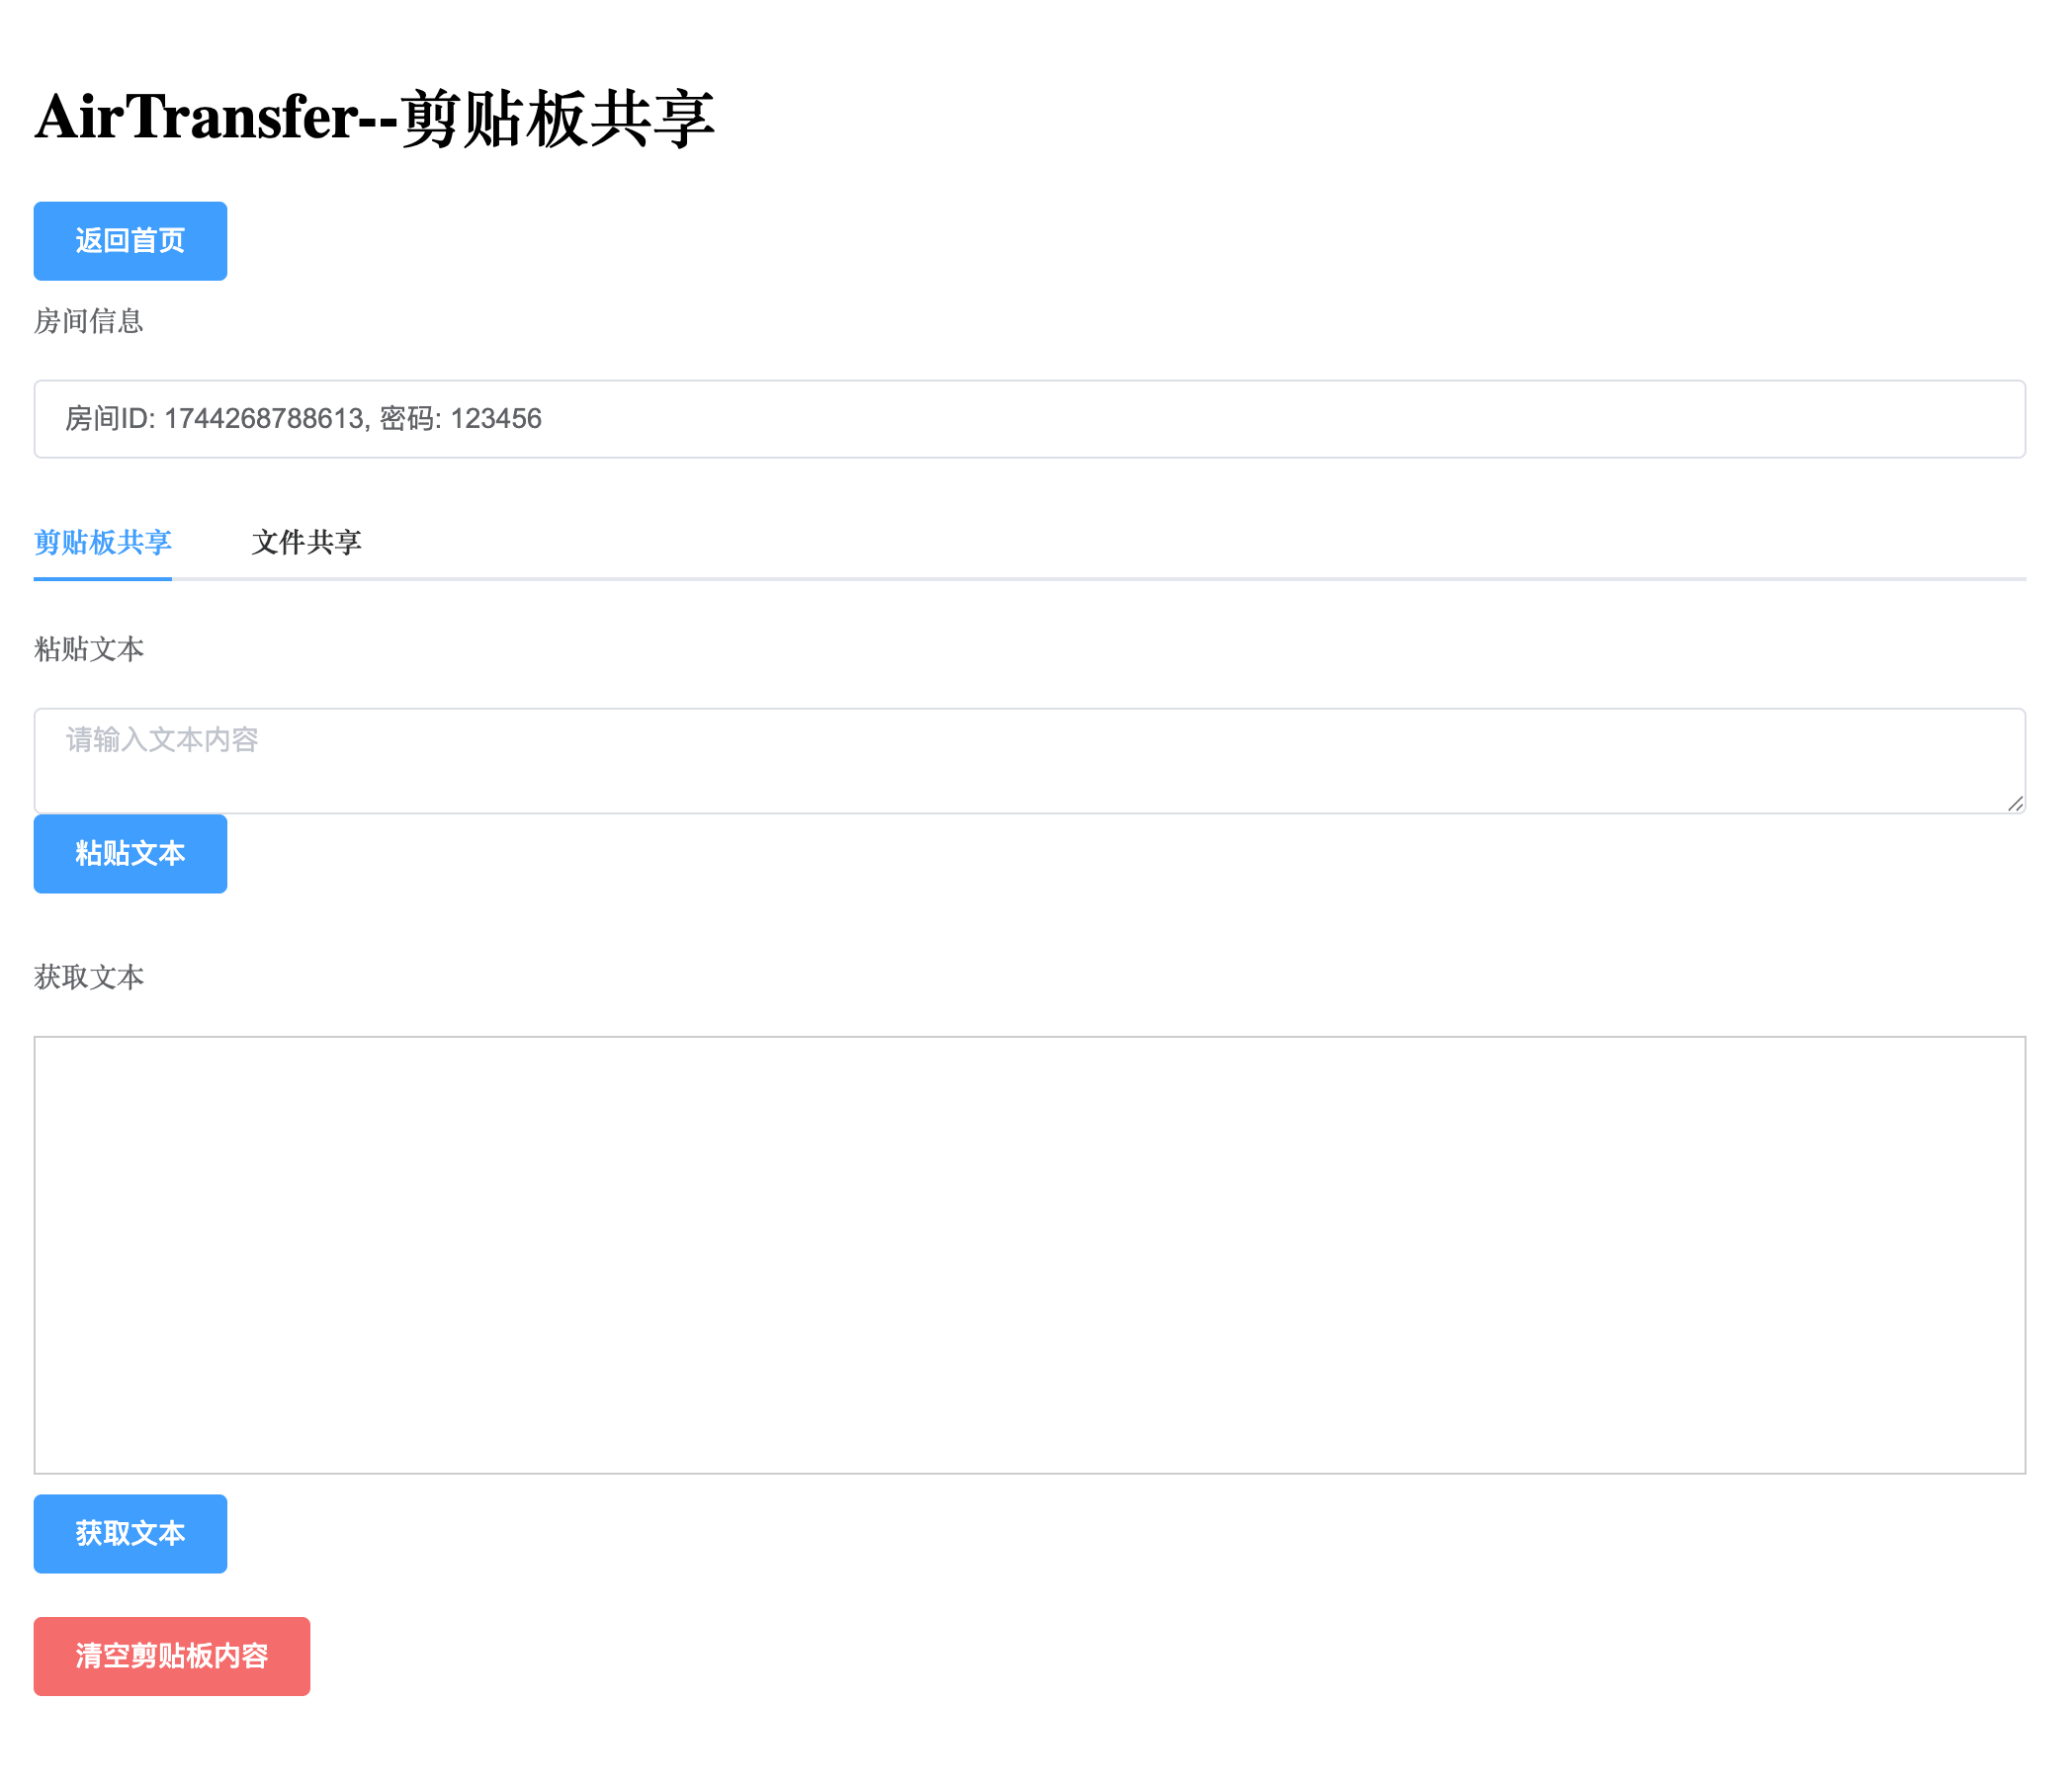 AirTransfer--剪贴板共享
返回首页
房间信息
房间ID: 1744268788613, 密码: 123456
剪贴板共享 文件共享
粘贴文本
请输入文本内容
粘贴文本
获取文本
获取文本
清空剪贴板内容